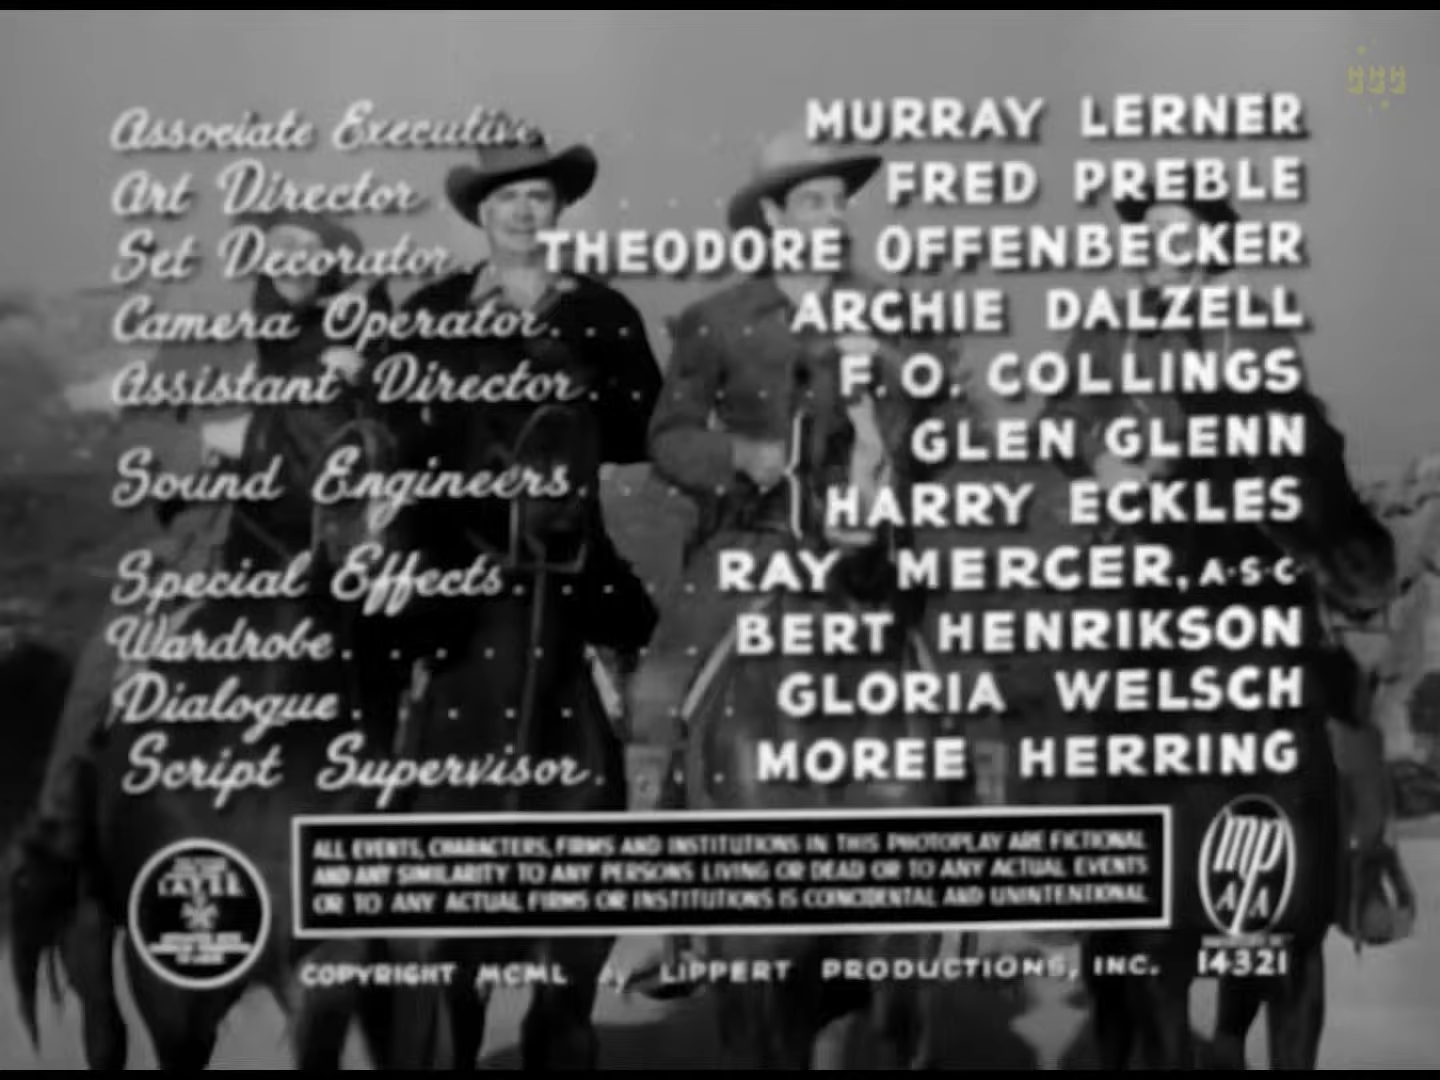 Associate Executive. . . . . . MURRAY LERNER
Art Director . . . . . FRED PREBLE
Set Decorator . . THEODORE OFFENBECKER
Camera Operator. . . . . . ARCHIE DALZELL
Assistant Director. . . . . . F. O. COLLINGS
Sound Engineers. . . . { GLEN GLENN
HARRY ECKLES
Special Effects. . . . . RAY MERCER, A·S·C·
Wardrobe. . . . . . . . BERT HENRIKSON
Dialogue. . . . . . . GLORIA WELSCH
Script Supervisor. . . . MOREE HERRING
ALL EVENTS, CHARACTERS, FIRMS AND INSTITUTIONS IN THIS PHOTOPLAY ARE FICTIONAL
AND ANY SIMILARITY TO ANY PERSONS LIVING OR DEAD OR TO ANY ACTUAL EVENTS
OR TO ANY ACTUAL FIRMS OR INSTITUTIONS IS COINCIDENTAL AND UNINTENTIONAL.
I.A.T.S.E.
MPAA
14321
COPYRIGHT MCML By LIPPERT PRODUCTIONS, INC.